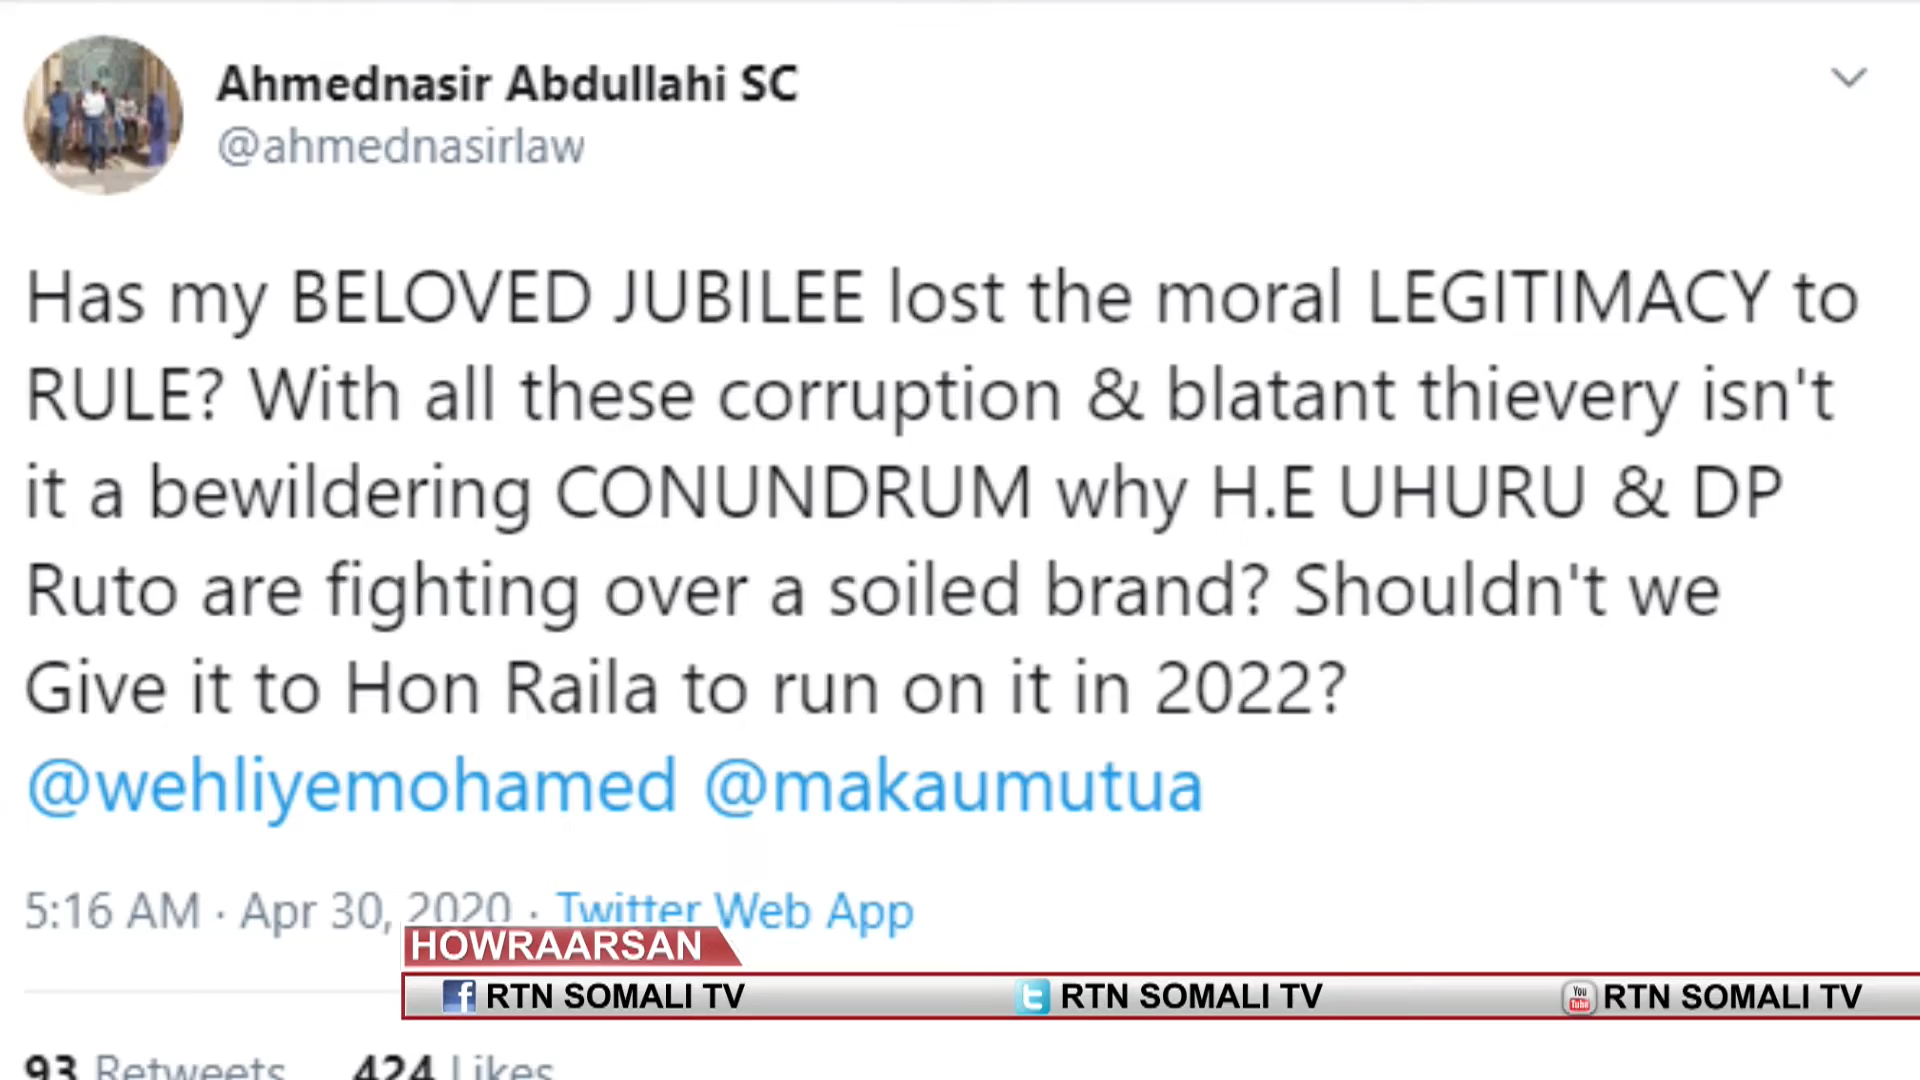 Ahmednasir Abdullahi SC
@ahmednasirlaw
Has my BELOVED JUBILEE lost the moral LEGITIMACY to
RULE? With all these corruption & blatant thievery isn't
it a bewildering CONUNDRUM why H.E UHURU & DP
Ruto are fighting over a soiled brand? Shouldn't we
Give it to Hon Raila to run on it in 2022?
@wehliyemohamed @makaumutua
5:16 AM · Apr 30, 2020 · Twitter Web App
HOWRAARSAN
f RTN SOMALI TV t RTN SOMALI TV You Tube RTN SOMALI TV
93 Retweets 424 Likes